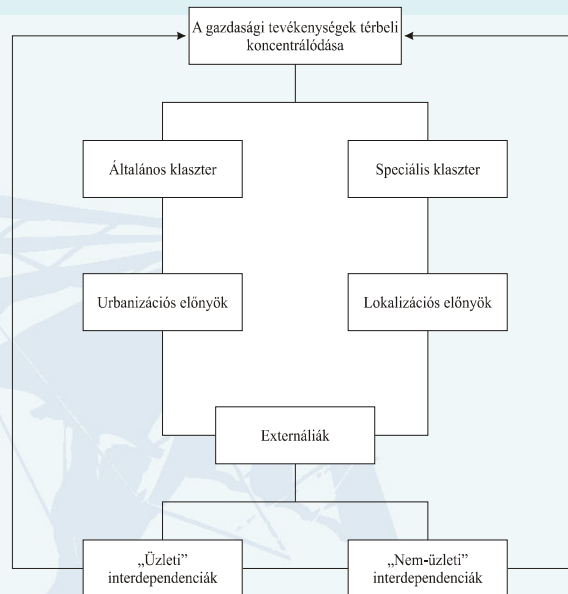 A gazdasági tevékenységek térbeli
koncentrálódása
Általános klaszter
Speciális klaszter
Urbanizációs előnyök
Lokalizációs előnyök
Externáliák
„Üzleti”
interdependenciák
„Nem-üzleti”
interdependenciák